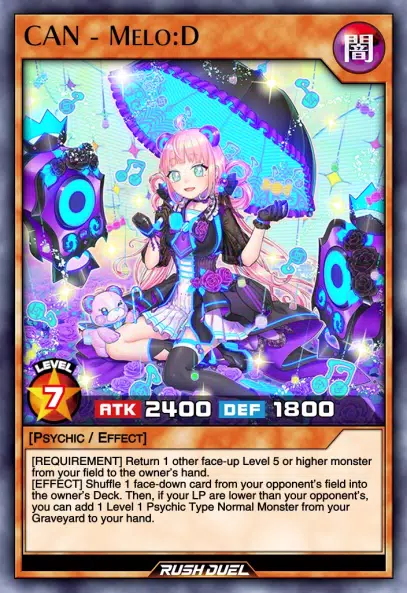 CAN - Melo:D
闇
LEVEL
7
ATK 2400 DEF 1800
[Psychic / Effect]
[REQUIREMENT] Return 1 other face-up Level 5 or higher monster
from your field to the owner's hand.
[EFFECT] Shuffle 1 face-down card from your opponent's field into
the owner's Deck. Then, if your LP are lower than your opponent's,
you can add 1 Level 1 Psychic Type Normal Monster from your
Graveyard to your hand.
RUSH DUEL